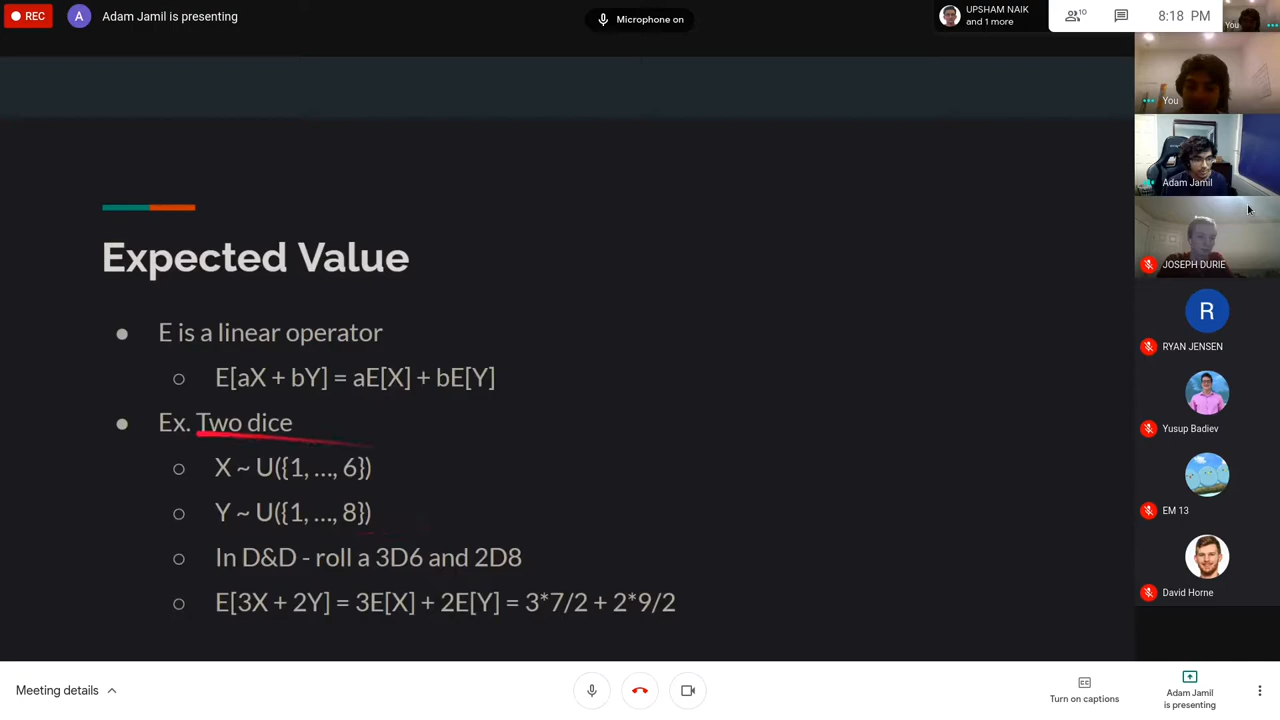 REC
A
Adam Jamil is presenting
Microphone on
UPSHAM NAIK
and 1 more
10
8:18 PM
You
You
Adam Jamil
JOSEPH DURIE
R
RYAN JENSEN
Yusup Badiev
EM 13
David Horne
Expected Value
● E is a linear operator
○ E[aX + bY] = aE[X] + bE[Y]
● Ex. Two dice
○ X ~ U({1, ..., 6})
○ Y ~ U({1, ..., 8})
○ In D&D - roll a 3D6 and 2D8
○ E[3X + 2Y] = 3E[X] + 2E[Y] = 3*7/2 + 2*9/2
Meeting details
CC
Turn on captions
Adam Jamil
is presenting